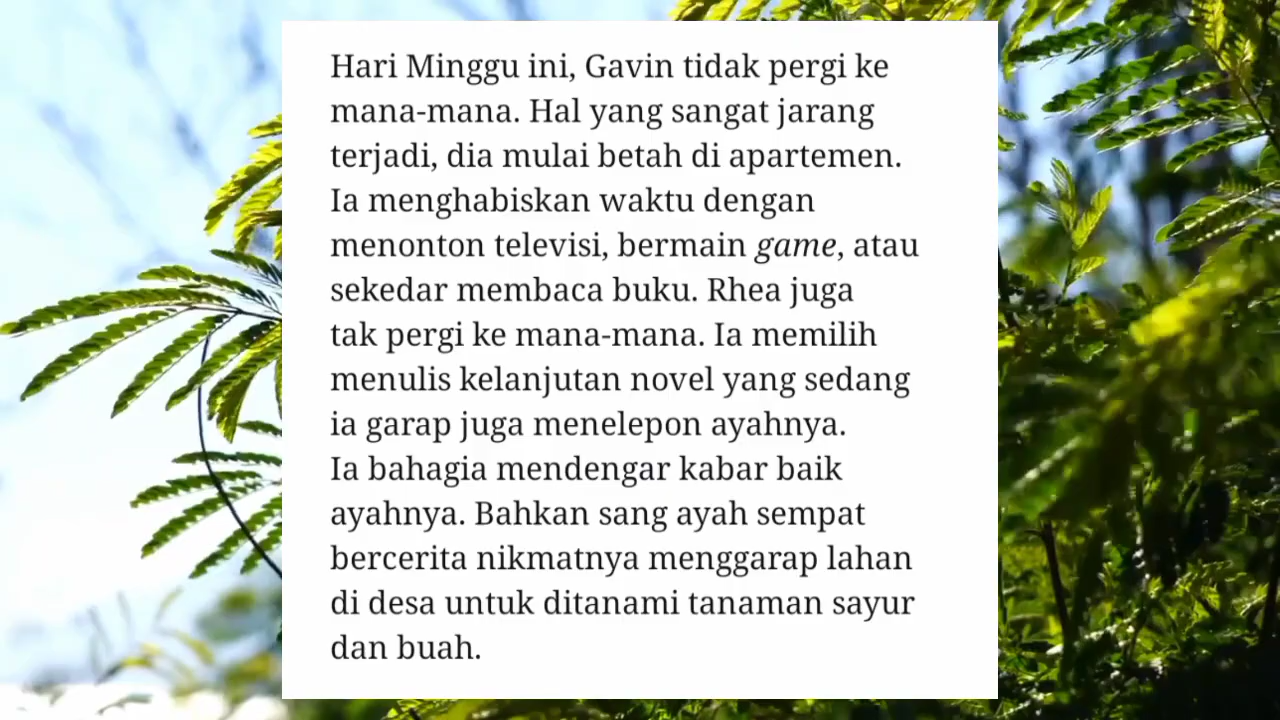 Hari Minggu ini, Gavin tidak pergi ke
mana-mana. Hal yang sangat jarang
terjadi, dia mulai betah di apartemen.
Ia menghabiskan waktu dengan
menonton televisi, bermain game, atau
sekedar membaca buku. Rhea juga
tak pergi ke mana-mana. Ia memilih
menulis kelanjutan novel yang sedang
ia garap juga menelepon ayahnya.
Ia bahagia mendengar kabar baik
ayahnya. Bahkan sang ayah sempat
bercerita nikmatnya menggarap lahan
di desa untuk ditanami tanaman sayur
dan buah.